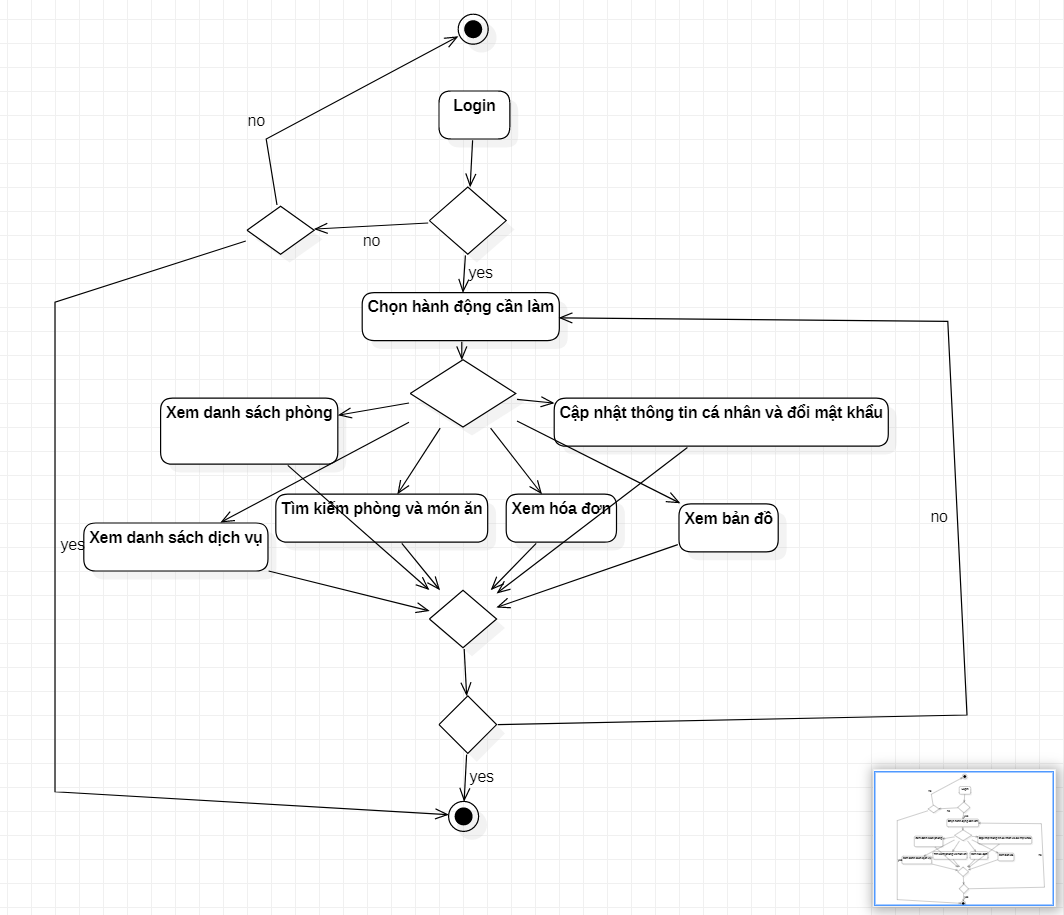 Login
no
no
yes
Chọn hành động cần làm
Xem danh sách phòng
Cập nhật thông tin cá nhân và đổi mật khẩu
Tìm kiếm phòng và món ăn
Xem hóa đơn
Xem bản đồ
no
Xem danh sách dịch vụ
yes
yes